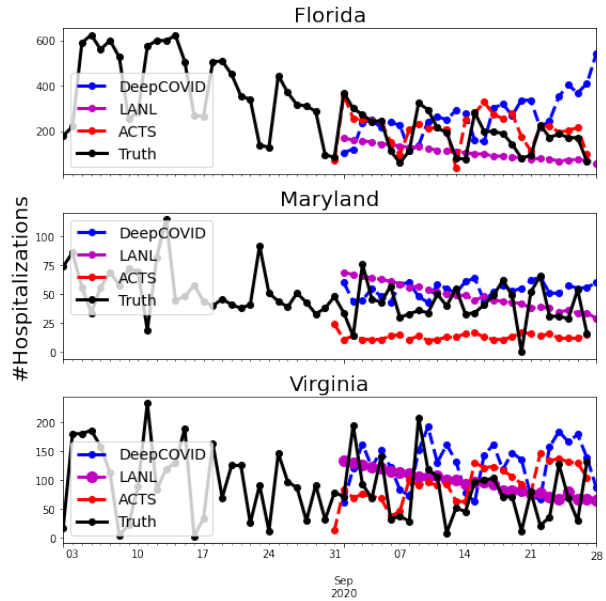 Florida
600
400
200
DeepCOVID
LANL
ACTS
Truth
Maryland
100
75
50
25
0
DeepCOVID
LANL
ACTS
Truth
#Hospitalizations
Virginia
200
150
100
50
0
DeepCOVID
LANL
ACTS
Truth
03 10 17 24 07 14 21 28
Sep
2020